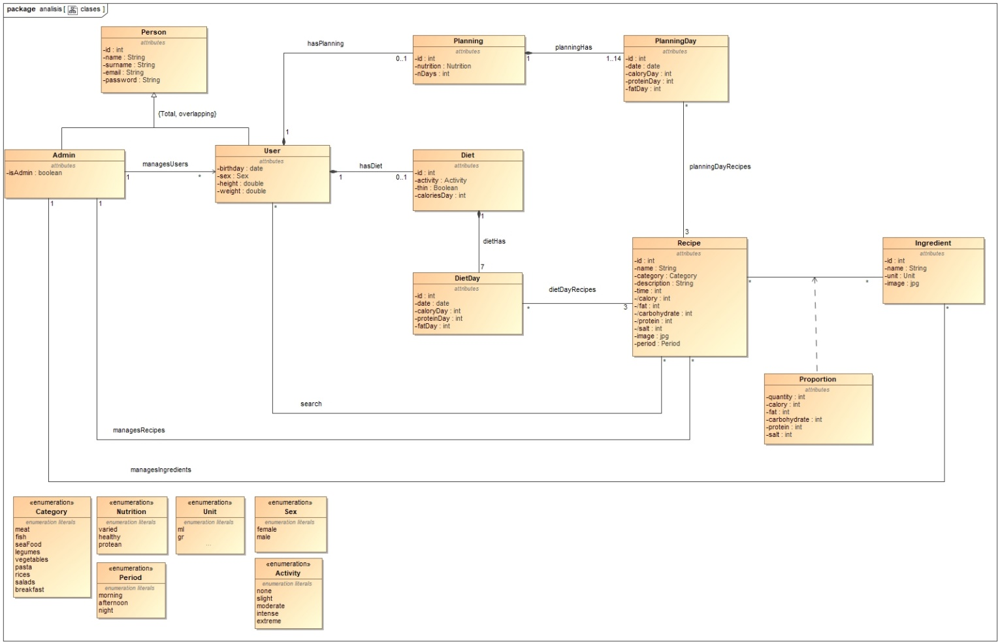 package analisis [ clases ]
Person
attributes
-id : int
-name : String
-surname : String
-email : String
-password : String
{Total, overlapping}
hasPlanning
0..1
1
Planning
attributes
-id : int
-nutrition : Nutrition
-nDays : int
planningHas
1
1..14
PlanningDay
attributes
-id : int
-date : date
-caloryDay : int
-proteinDay : int
-fatDay : int
*
planningDayRecipes
3
Admin
attributes
-isAdmin : boolean
managesUsers
1
*
1
1
User
attributes
-birthday : date
-sex : Sex
-height : double
-weight : double
*
hasDiet
1
0..1
Diet
attributes
-id : int
-activity : Activity
-thin : Boolean
-caloriesDay : int
1
dietHas
7
DietDay
attributes
-id : int
-date : date
-caloryDay : int
-proteinDay : int
-fatDay : int
dietDayRecipes
*
3
Recipe
attributes
-id : int
-name : String
-category : Category
-description : String
-time : int
-/calory : int
-/fat : int
-/carbohydrate : int
-/protein : int
-/salt : int
-image : jpg
-period : Period
*
*
*
*
Ingredient
attributes
-id : int
-name : String
-unit : Unit
-image : jpg
*
Proportion
attributes
-quantity : int
-calory : int
-fat : int
-carbohydrate : int
-protein : int
-salt : int
search
managesRecipes
managesIngredients
«enumeration»
Category
enumeration literals
meat
fish
seaFood
legumes
vegetables
pasta
rices
salads
breakfast
«enumeration»
Nutrition
enumeration literals
varied
healthy
protean
«enumeration»
Period
enumeration literals
morning
afternoon
night
«enumeration»
Unit
enumeration literals
ml
gr
...
«enumeration»
Sex
enumeration literals
female
male
«enumeration»
Activity
enumeration literals
none
slight
moderate
intense
extreme